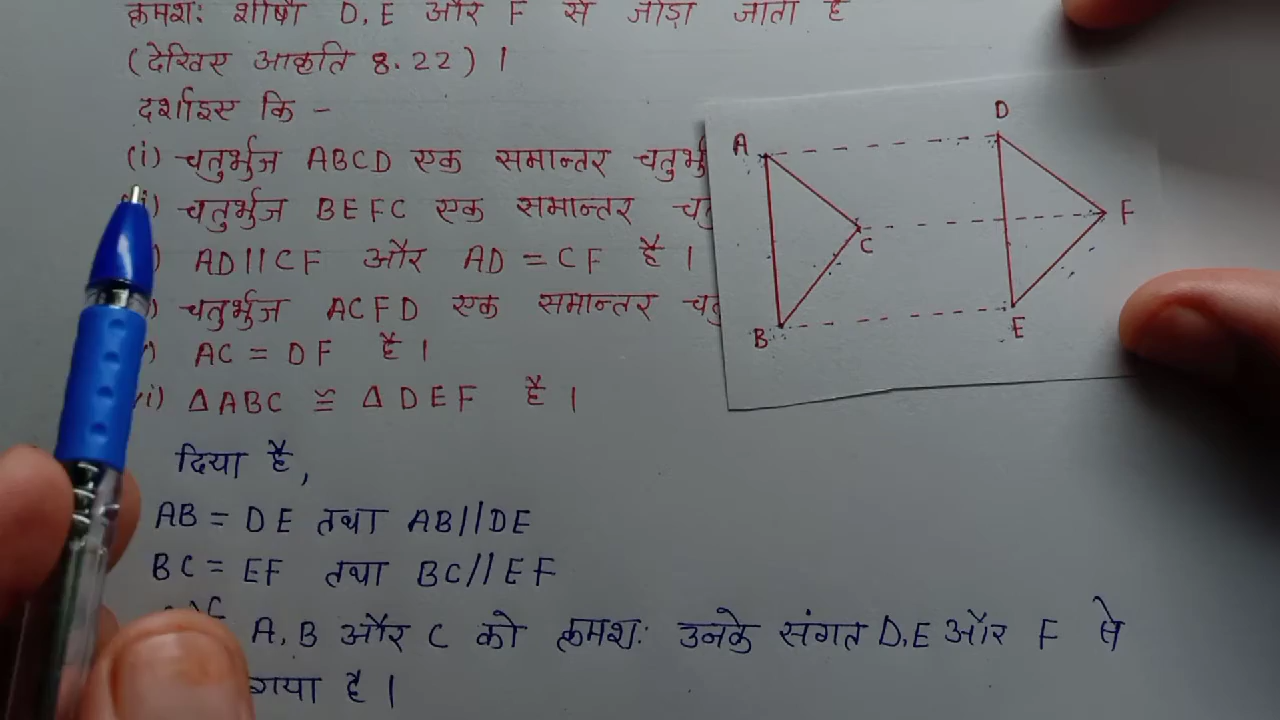 क्रमश: शीर्षों D, E और F से जोड़ा जाता है
(देखिए आकृति 8.22) ।
दर्शाइए कि -
(i) चतुर्भुज ABCD एक समान्तर चतुर्भु
चतुर्भुज BEFC एक समान्तर
AD||CF और AD = CF है ।
चतुर्भुज ACFD एक समान्तर
AC = DF है ।
∆ ABC ≅ ∆ DEF है ।
A
B
C
D
E
F
दिया है,
AB = DE तथा AB//DE
BC = EF तथा BC//EF
A, B और C को क्रमश: उनके संगत D, E और F से
गया है ।